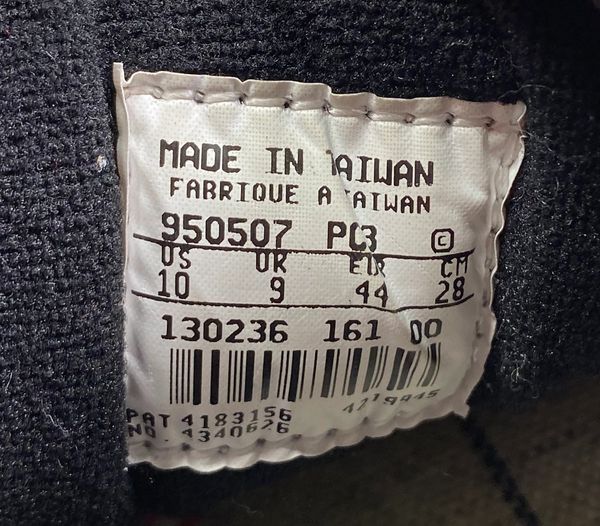 MADE IN TAIWAN
FABRIQUE A TAIWAN
950507 PC3 ©
US UK EUR CM
10 9 44 28
130236 161 00
PAT 4183156 4219945
NO. 4340626